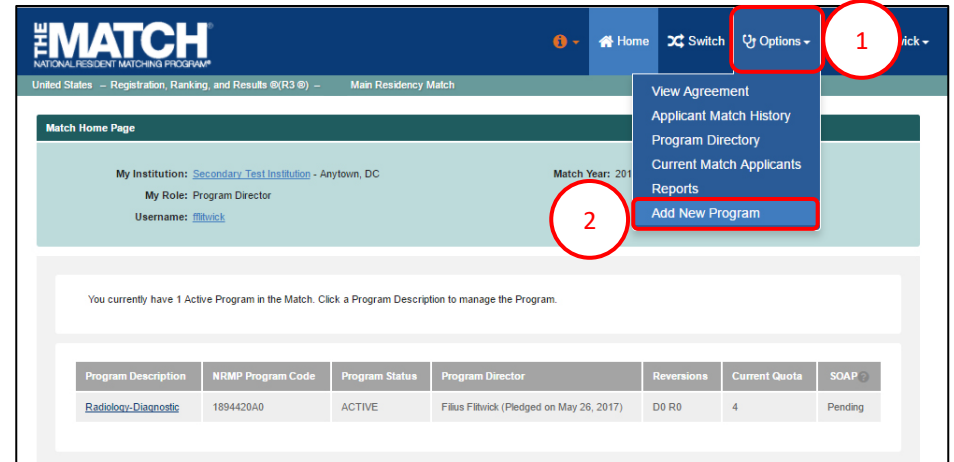 THE MATCH
NATIONAL RESIDENT MATCHING PROGRAM®
Home Switch Options 1 wick
United States – Registration, Ranking, and Results ®(R3 ®) – Main Residency Match
View Agreement
Applicant Match History
Program Directory
Current Match Applicants
Reports
Add New Program
2
Match Home Page
My Institution: Secondary Test Institution - Anytown, DC Match Year: 201
My Role: Program Director
Username: fflitwick
You currently have 1 Active Program in the Match. Click a Program Description to manage the Program.
Program Description NRMP Program Code Program Status Program Director Reversions Current Quota SOAP
Radiology-Diagnostic 1894420A0 ACTIVE Filius Flitwick (Pledged on May 26, 2017) D0 R0 4 Pending